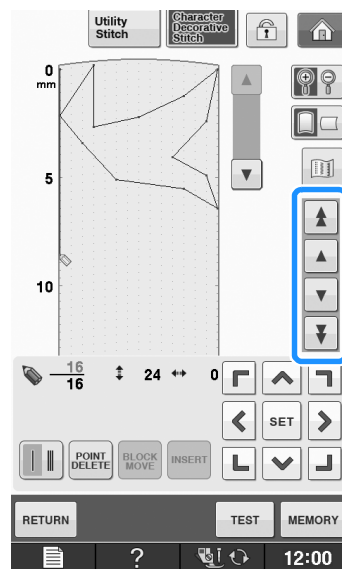 Utility
Stitch
Character
Decorative
Stitch
0
mm
5
10
16
16
24
0
SET
POINT
DELETE
BLOCK
MOVE
INSERT
RETURN
TEST
MEMORY
?
12:00